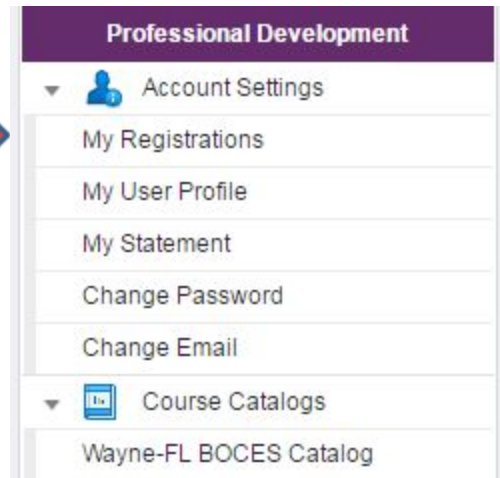 Professional Development
Account Settings
My Registrations
My User Profile
My Statement
Change Password
Change Email
Course Catalogs
Wayne-FL BOCES Catalog